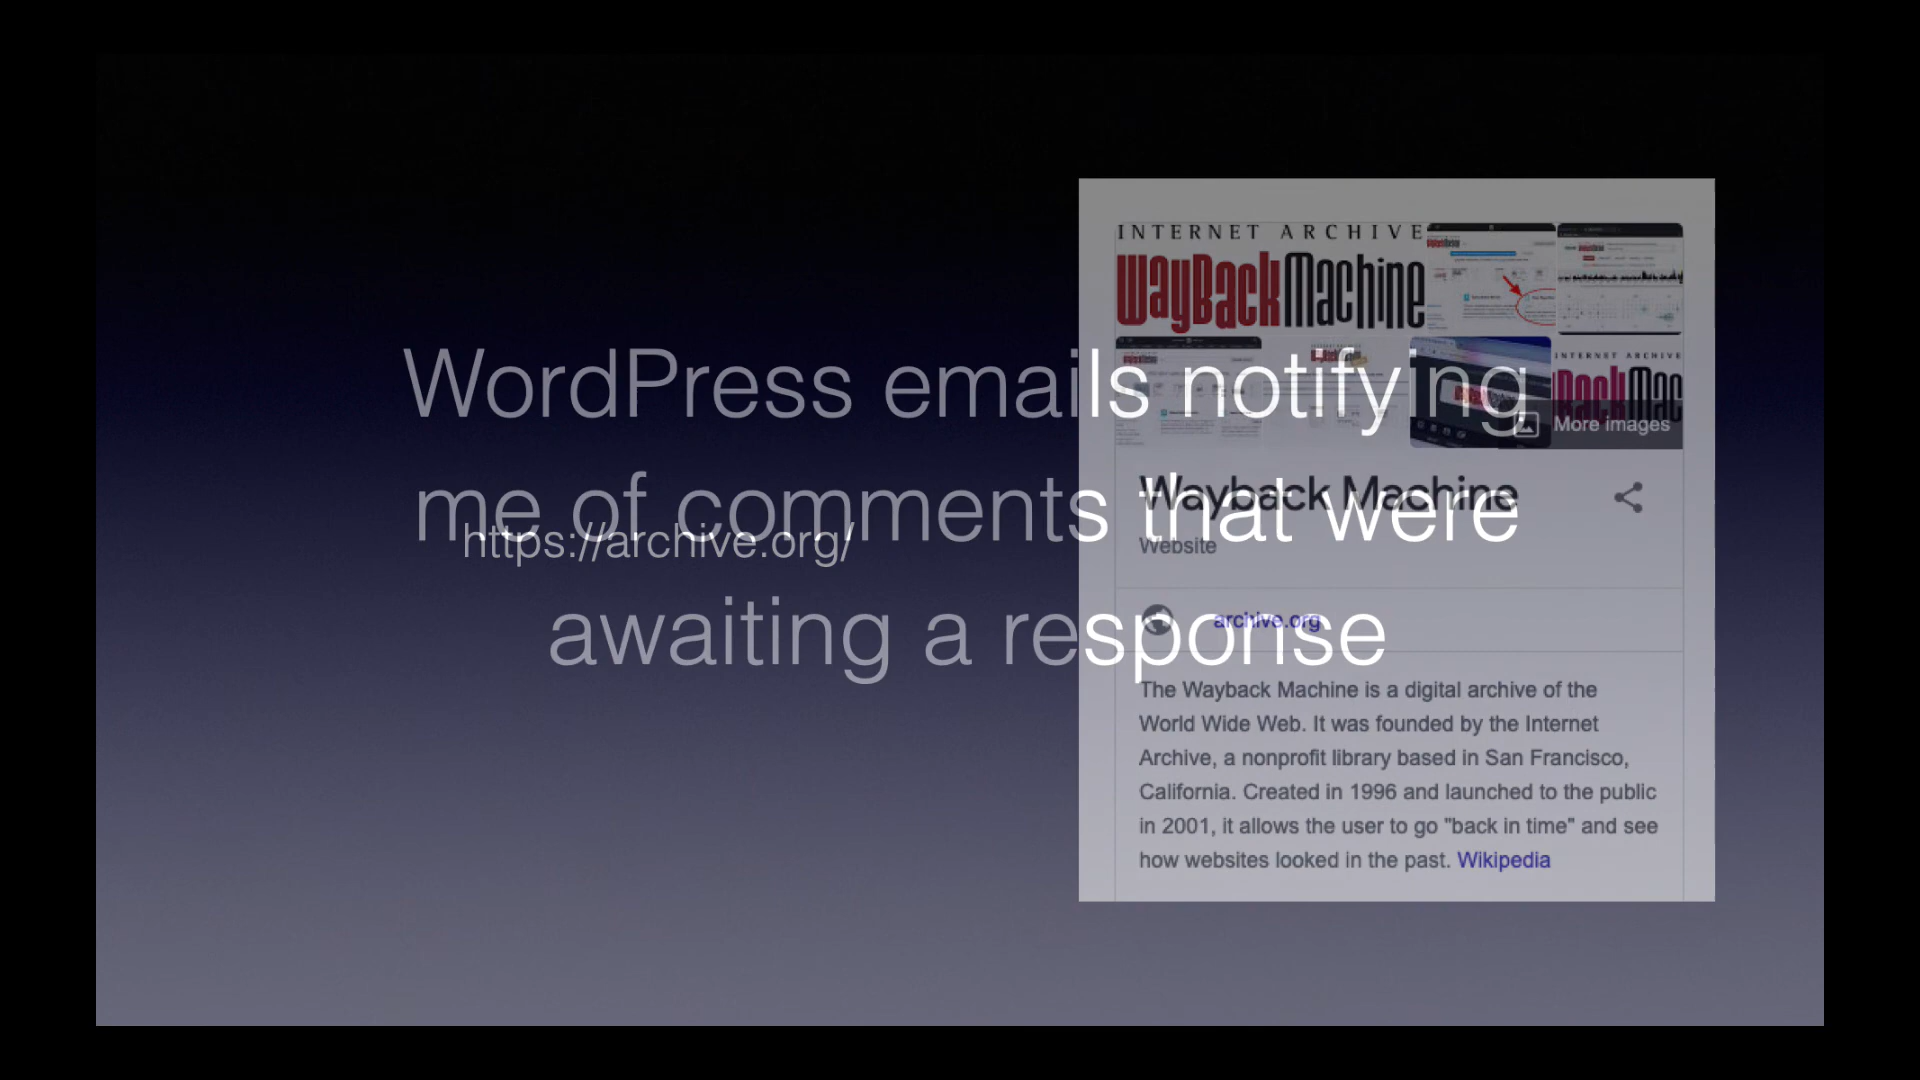 WordPress emails notifying
me of comments that were
awaiting a response
https://archive.org/
INTERNET ARCHIVE
WayBackMachine
INTERNET ARCHIVE
BackMac
More images
Wayback Machine
Website
archive.org
The Wayback Machine is a digital archive of the
World Wide Web. It was founded by the Internet
Archive, a nonprofit library based in San Francisco,
California. Created in 1996 and launched to the public
in 2001, it allows the user to go "back in time" and see
how websites looked in the past. Wikipedia